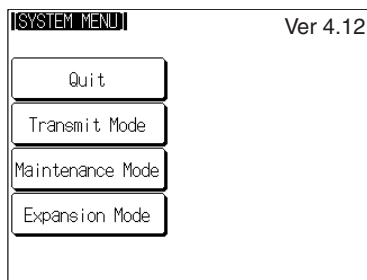 [SYSTEM MENU]
Ver 4.12
Quit
Transmit Mode
Maintenance Mode
Expansion Mode